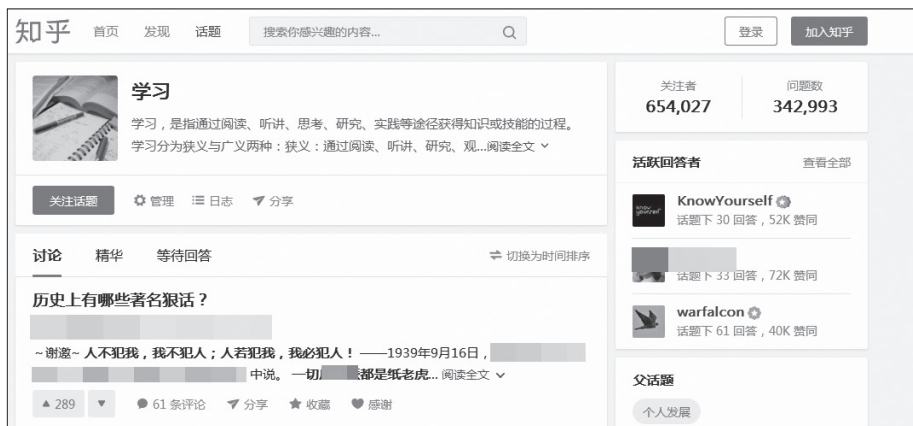 知乎 首页 发现 话题 搜索你感兴趣的内容... 登录 加入知乎
学习
学习，是指通过阅读、听讲、思考、研究、实践等途径获得知识或技能的过程。
学习分为狭义与广义两种：狭义：通过阅读、听讲、研究、观...阅读全文
关注话题 管理 日志 分享
讨论 精华 等待回答 切换为时间排序
历史上有哪些著名狠话？
~谢邀~ 人不犯我，我不犯人；人若犯我，我必犯人！ ——1939年9月16日，
中说。 一切 都是纸老虎... 阅读全文
289 61 条评论 分享 收藏 感谢
关注者 问题数
654,027 342,993
活跃回答者 查看全部
KnowYourself
话题下 30 回答，52K 赞同
话题下 33 回答，72K 赞同
warfalcon
话题下 61 回答，40K 赞同
父话题
个人发展